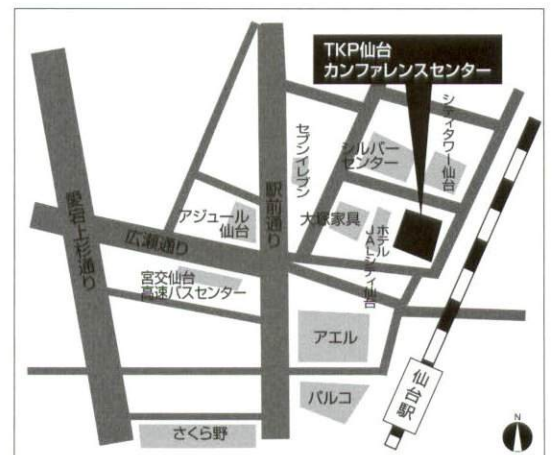 TKP仙台
カンファレンスセンター
シティタワー仙台
セブンイレブン
シルバー
センター
愛宕上杉通り
駅前通り
アジュール
仙台
大塚家具
ホテル
JALシティ仙台
広瀬通り
宮交仙台
高速バスセンター
アエル
パルコ
仙台駅
さくら野
N